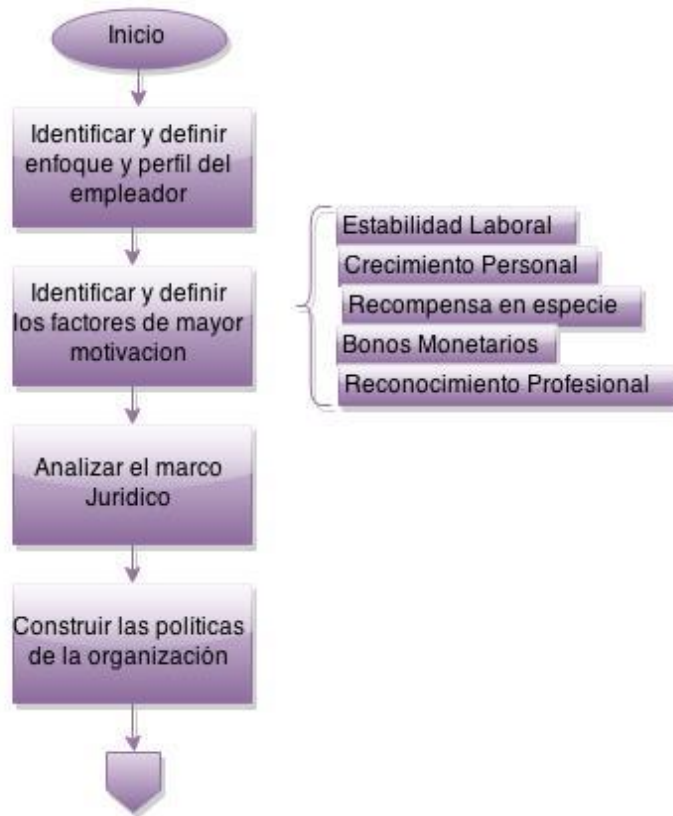 Inicio
Identificar y definir
enfoque y perfil del
empleador
Identificar y definir
los factores de mayor
motivacion
Estabilidad Laboral
Crecimiento Personal
Recompensa en especie
Bonos Monetarios
Reconocimiento Profesional
Analizar el marco
Juridico
Construir las políticas
de la organización